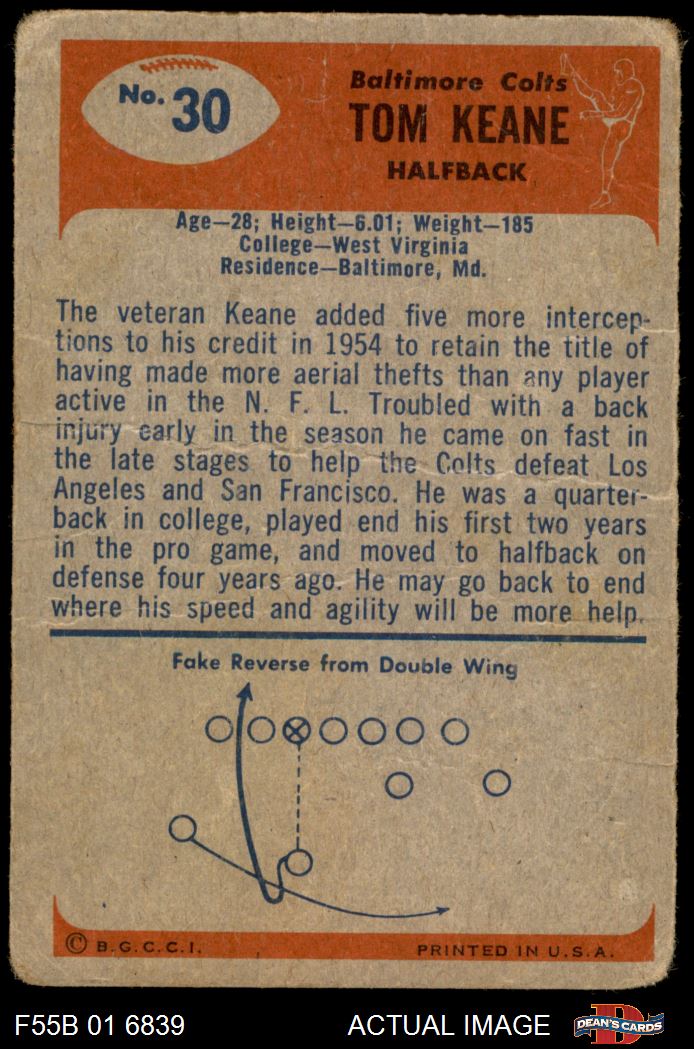 No. 30
Baltimore Colts
TOM KEANE
HALFBACK
Age—28; Height—6.01; Weight—185
College—West Virginia
Residence—Baltimore, Md.
The veteran Keane added five more intercep-
tions to his credit in 1954 to retain the title of
having made more aerial thefts than any player
active in the N. F. L. Troubled with a back
injury early in the season he came on fast in
the late stages to help the Colts defeat Los
Angeles and San Francisco. He was a quarter-
back in college, played end his first two years
in the pro game, and moved to halfback on
defense four years ago. He may go back to end
where his speed and agility will be more help.
Fake Reverse from Double Wing
© B.G.C.C.I.
PRINTED IN U.S.A.
F55B 01 6839
ACTUAL IMAGE
D
DEAN'S CARDS